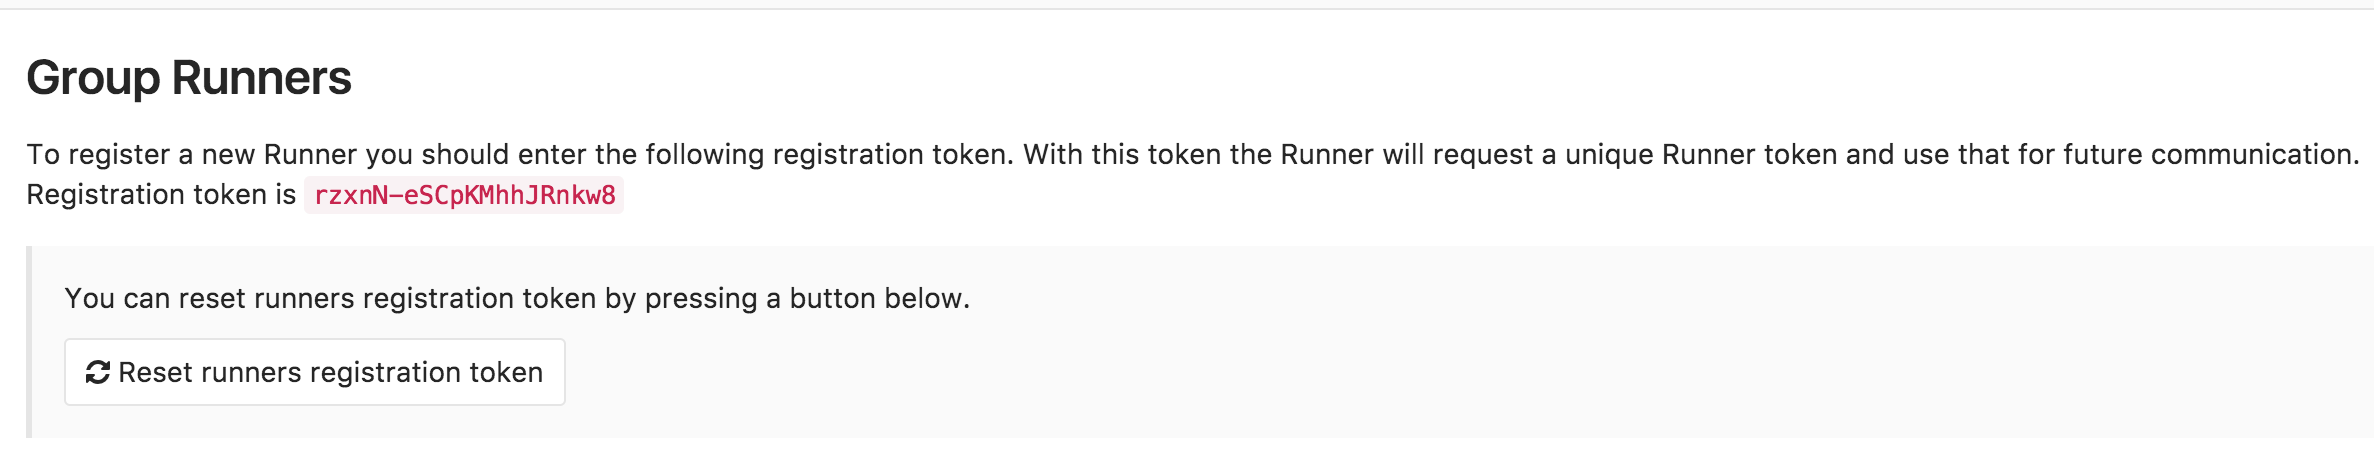 Group Runners
To register a new Runner you should enter the following registration token. With this token the Runner will request a unique Runner token and use that for future communication.
Registration token is rzxnN-eSCpKMhhJRnkw8
You can reset runners registration token by pressing a button below.
Reset runners registration token